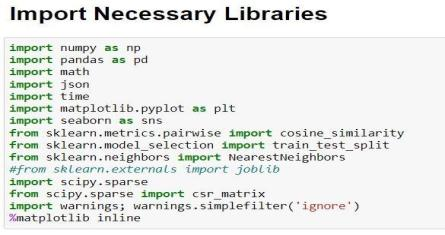 Import Necessary Libraries
import numpy as np
import pandas as pd
import math
import json
import time
import matplotlib.pyplot as plt
import seaborn as sns
from sklearn.metrics.pairwise import cosine_similarity
from sklearn.model_selection import train_test_split
from sklearn.neighbors import NearestNeighbors
#from sklearn.externals import joblib
import scipy.sparse
from scipy.sparse import csr_matrix
import warnings; warnings.simplefilter('ignore')
%matplotlib inline